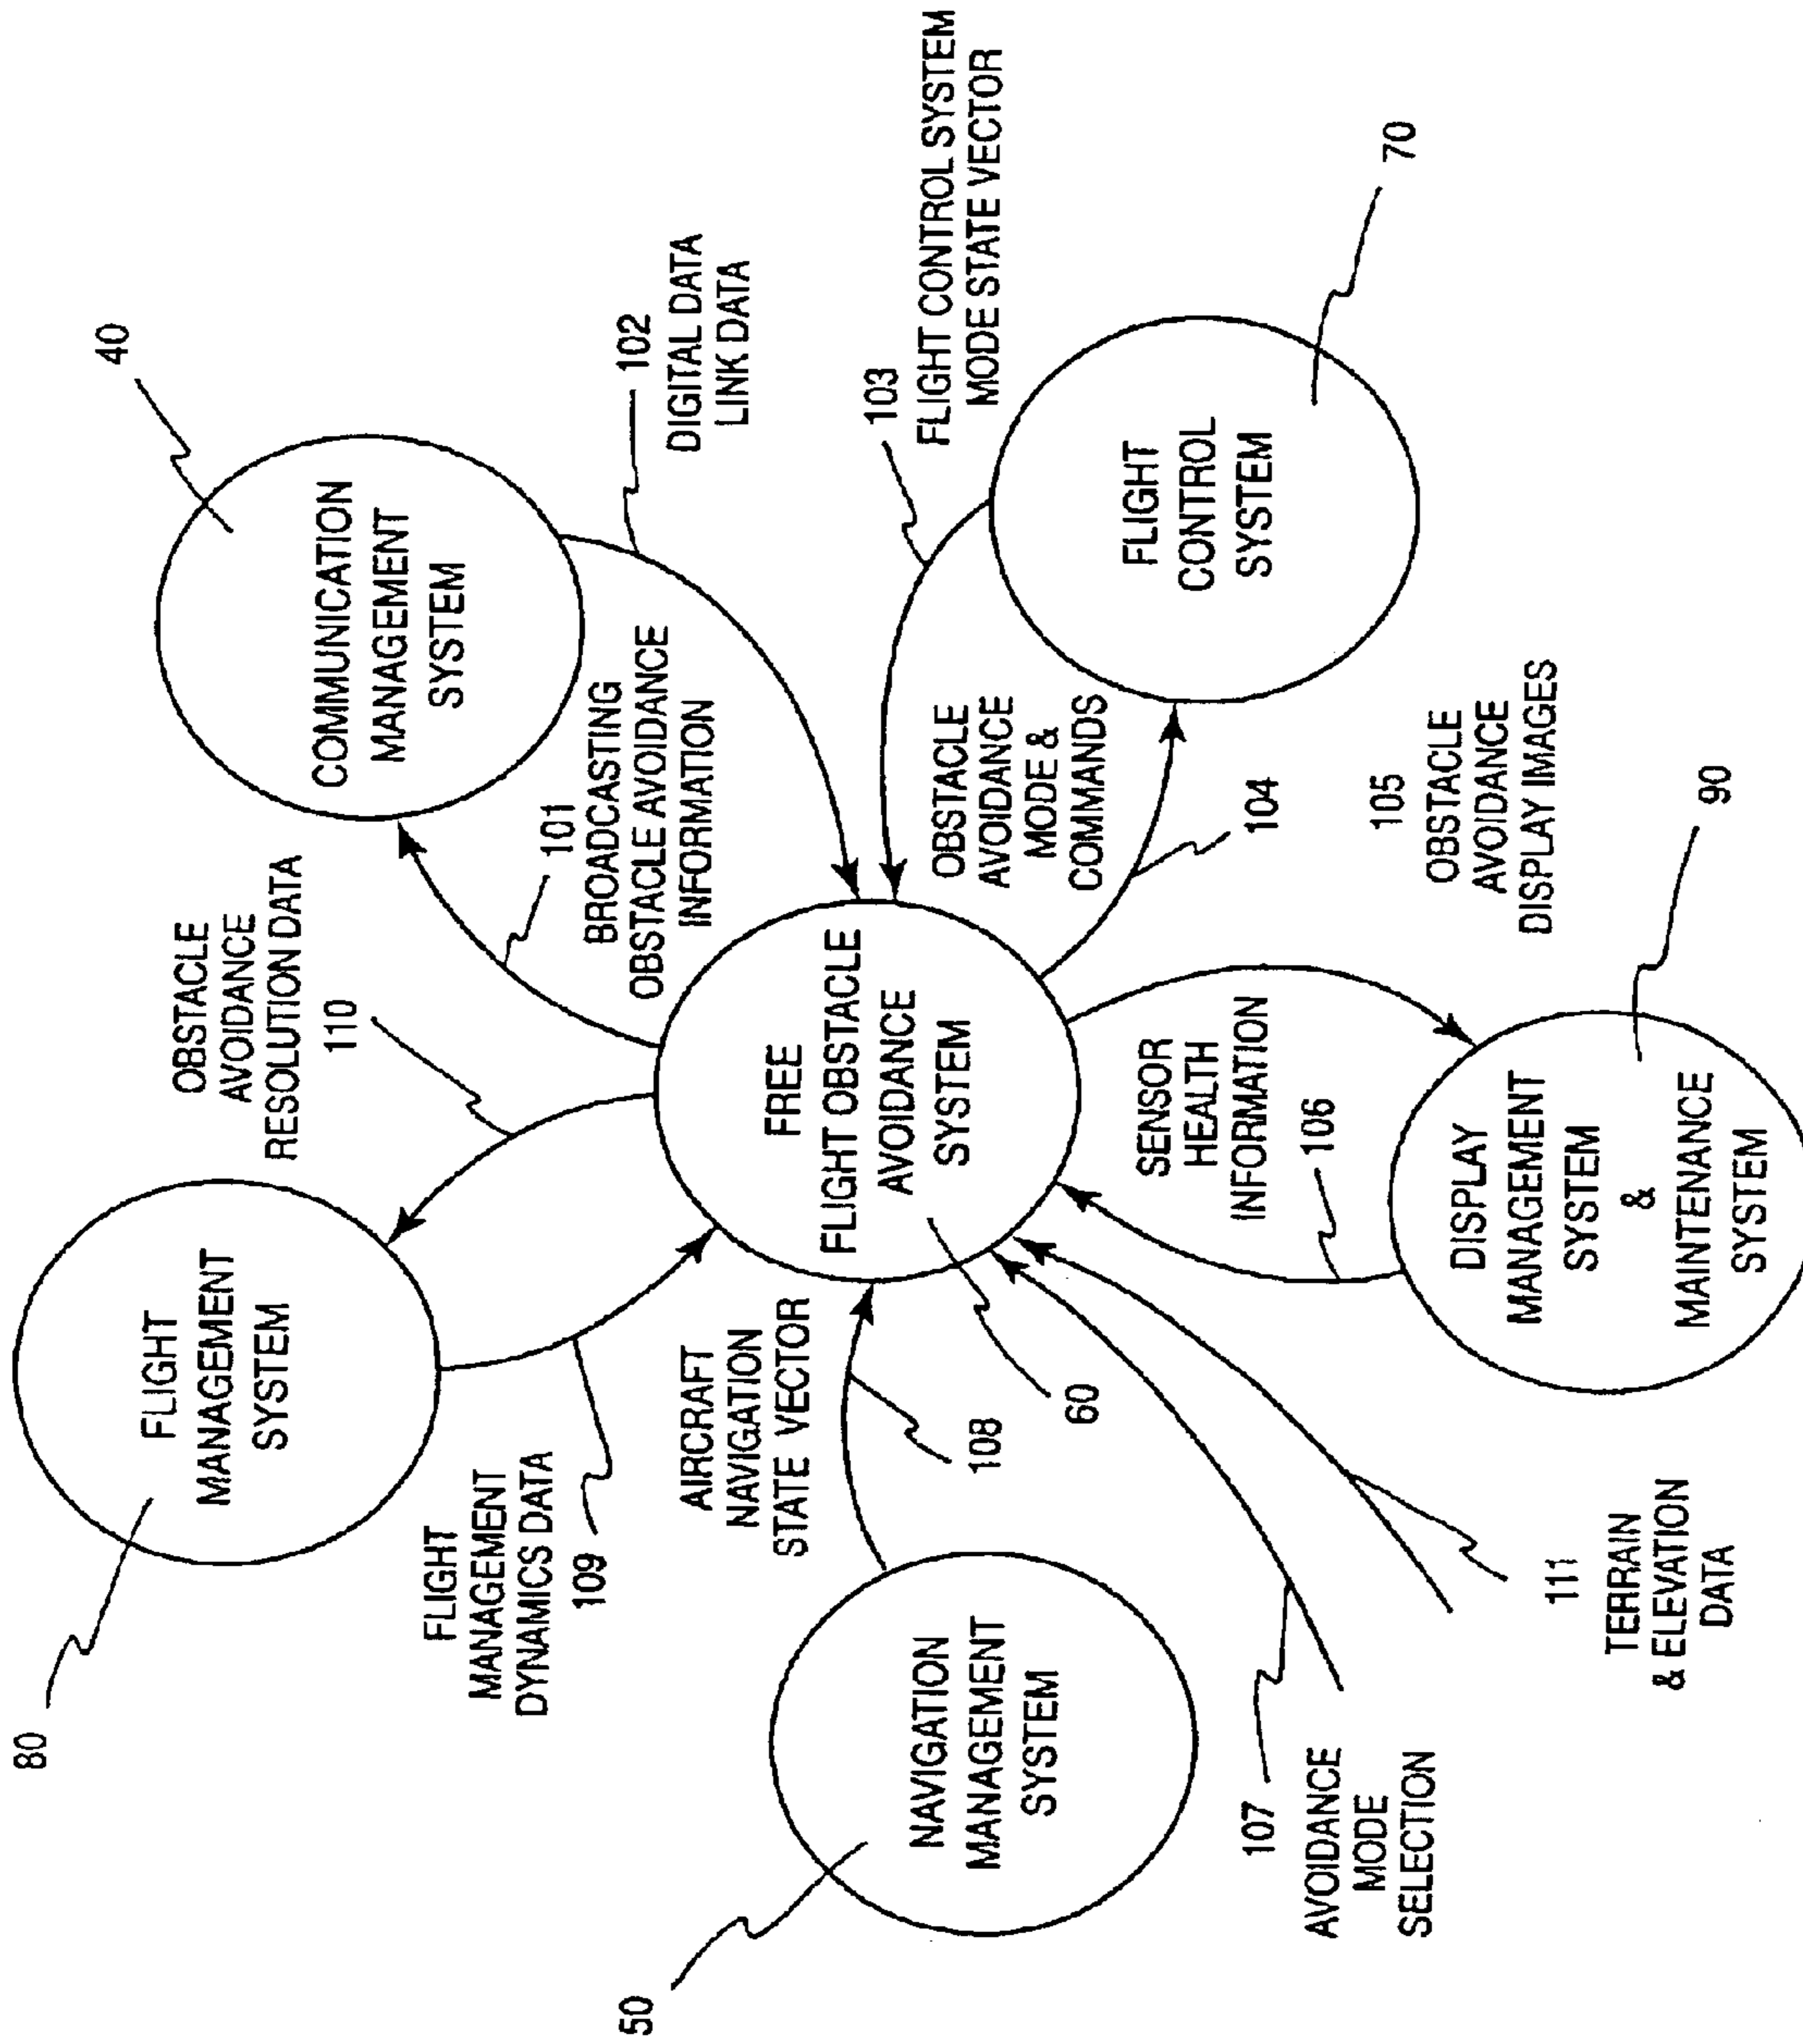 80
FLIGHT
MANAGEMENT
SYSTEM
OBSTACLE
AVOIDANCE
RESOLUTION DATA
110
40
COMMUNICATION
MANAGEMENT
SYSTEM
FLIGHT
MANAGEMENT
DYNAMICS DATA
109
101
BROADCASTING
OBSTACLE AVOIDANCE
INFORMATION
102
DIGITAL DATA
LINK DATA
50
NAVIGATION
MANAGEMENT
SYSTEM
AIRCRAFT
NAVIGATION
STATE VECTOR
108
FREE
FLIGHT OBSTACLE
AVOIDANCE
SYSTEM
60
103
FLIGHT CONTROL SYSTEM
MODE STATE VECTOR
OBSTACLE
AVOIDANCE
MODE &
COMMANDS
104
FLIGHT
CONTROL
SYSTEM
70
107
AVOIDANCE
MODE
SELECTION
111
TERRAIN
& ELEVATION
DATA
SENSOR
HEALTH
INFORMATION
106
105
OBSTACLE
AVOIDANCE
DISPLAY IMAGES
DISPLAY
MANAGEMENT
SYSTEM
&
MAINTENANCE
SYSTEM
90